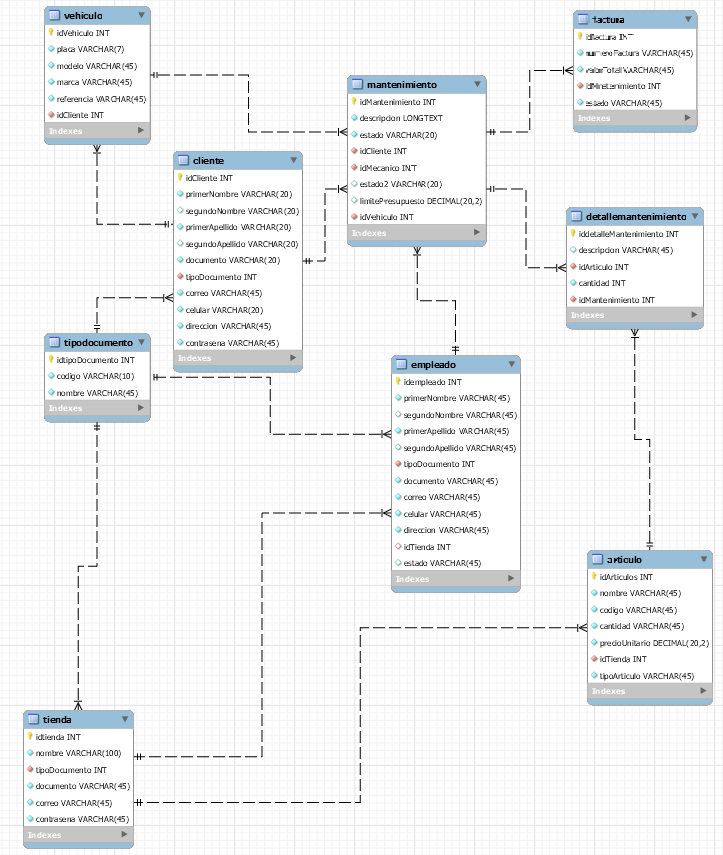 vehiculo
idVehiculo INT
placa VARCHAR(7)
modelo VARCHAR(45)
marca VARCHAR(45)
referencia VARCHAR(45)
idCliente INT
Indexes
cliente
idCliente INT
primerNombre VARCHAR(20)
segundoNombre VARCHAR(20)
primerApellido VARCHAR(20)
segundoApellido VARCHAR(20)
documento VARCHAR(20)
tipoDocumento INT
correo VARCHAR(45)
celular VARCHAR(20)
direccion VARCHAR(45)
contrasena VARCHAR(45)
Indexes
mantenimiento
idMantenimiento INT
descripcion LONGTEXT
estado VARCHAR(20)
idCliente INT
idMecanico INT
estado2 VARCHAR(20)
limitePresupuesto DECIMAL(20,2)
idVehiculo INT
Indexes
factura
idfactura INT
numeroFactura VARCHAR(45)
valorTotal VARCHAR(45)
INT
estado VARCHAR(45)
Indexes
detallemantenimiento
iddetalleMantenimiento INT
descripcion VARCHAR(45)
idArticulo INT
cantidad INT
idMantenimiento INT
Indexes
tipodocumento
idtipoDocumento INT
codigo VARCHAR(10)
nombre VARCHAR(45)
Indexes
empleado
idempleado INT
primerNombre VARCHAR(45)
segundoNombre VARCHAR(45)
primerApellido VARCHAR(45)
segundoApellido VARCHAR(45)
tipoDocumento INT
documento VARCHAR(45)
correo VARCHAR(45)
celular VARCHAR(45)
direccion VARCHAR(45)
idTienda INT
estado VARCHAR(45)
Indexes
articulo
idArticulos INT
nombre VARCHAR(45)
codigo VARCHAR(45)
cantidad VARCHAR(45)
precioUnitario DECIMAL(20,2)
idTienda INT
tipoArticulo VARCHAR(45)
Indexes
tienda
idtienda INT
nombre VARCHAR(100)
tipoDocumento INT
documento VARCHAR(45)
correo VARCHAR(45)
contrasena VARCHAR(45)
Indexes